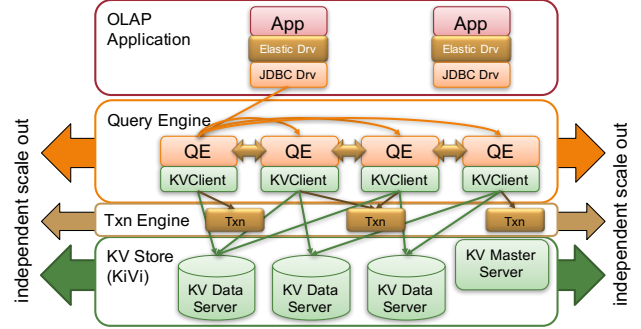 OLAP
Application
App
App
Elastic Drv
Elastic Drv
JDBC Drv
JDBC Drv
Query Engine
QE
QE
QE
QE
KVClient
KVClient
KVClient
KVClient
Txn Engine
Txn
Txn
Txn
KV Store
(KiVi)
KV Data
Server
KV Data
Server
KV Data
Server
KV Master
Server
independent scale out
independent scale out